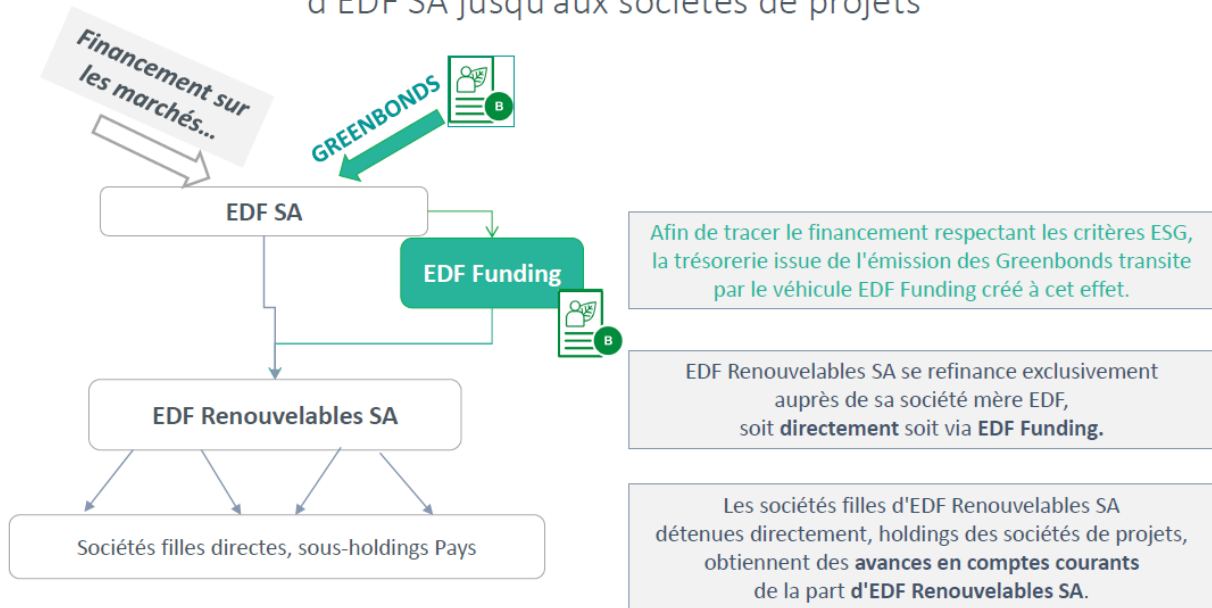 d'EDF SA jusqu'aux sociétés de projets
Financement sur
les marchés...
GREENBONDS
B
EDF SA
EDF Funding
B
Afin de tracer le financement respectant les critères ESG,
la trésorerie issue de l'émission des Greenbonds transite
par le véhicule EDF Funding créé à cet effet.
EDF Renouvelables SA se refinance exclusivement
auprès de sa société mère EDF,
soit directement soit via EDF Funding.
EDF Renouvelables SA
Sociétés filles directes, sous-holdings Pays
Les sociétés filles d'EDF Renouvelables SA
détenues directement, holdings des sociétés de projets,
obtiennent des avances en comptes courants
de la part d'EDF Renouvelables SA.